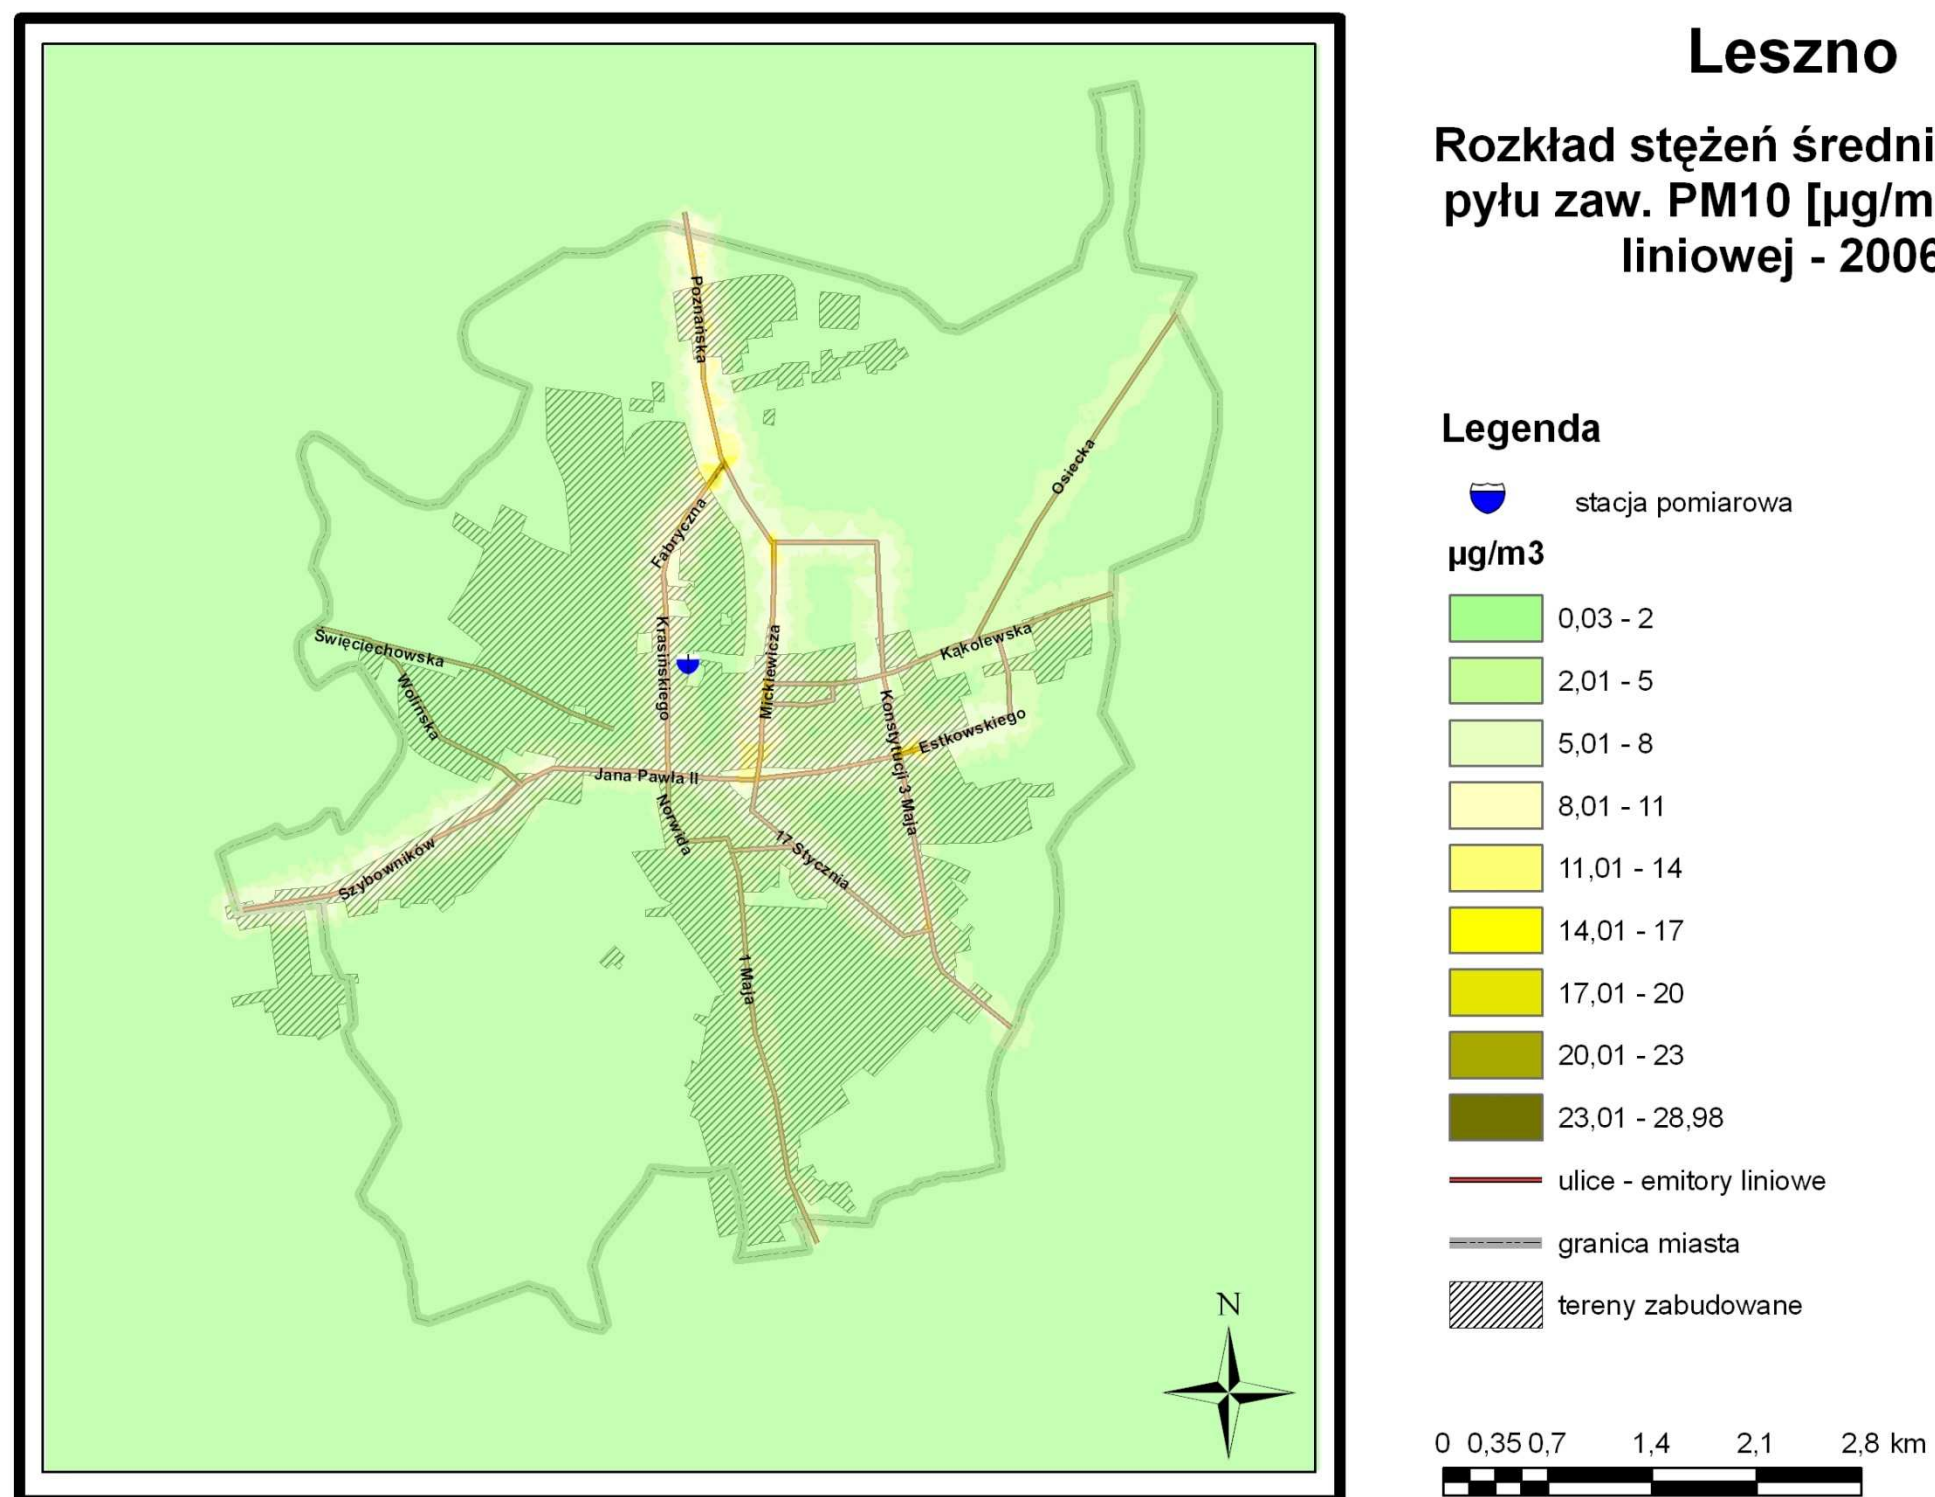 Leszno
Rozkład stężeń średni
pyłu zaw. PM10 [µg/m
liniowej - 2006
Poznańska
Osiecka
Fabryczna
Krasińskiego
Mickiewicza
Kąkolewska
Święciechowska
Wolińska
Konstytucji 3 Maja
Estkowskiego
Jana Pawła II
Norwida
17 Stycznia
Szybowników
1 Maja
N
Legenda
stacja pomiarowa
µg/m3
0,03 - 2
2,01 - 5
5,01 - 8
8,01 - 11
11,01 - 14
14,01 - 17
17,01 - 20
20,01 - 23
23,01 - 28,98
ulice - emitory liniowe
granica miasta
tereny zabudowane
0 0,35 0,7 1,4 2,1 2,8 km